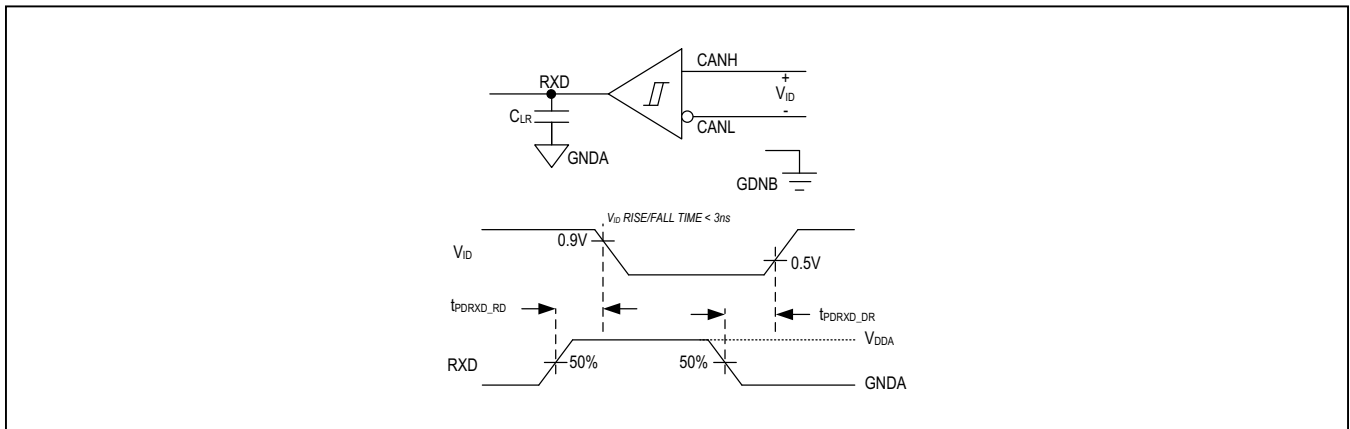 CANH
RXD
+
VID
-
CLR
CANL
GNDA
GDNB
VID RISE/FALL TIME < 3ns
0.9V
VID
0.5V
tPDRXD_RD
tPDRXD_DR
VDDA
RXD
50%
50%
GNDA